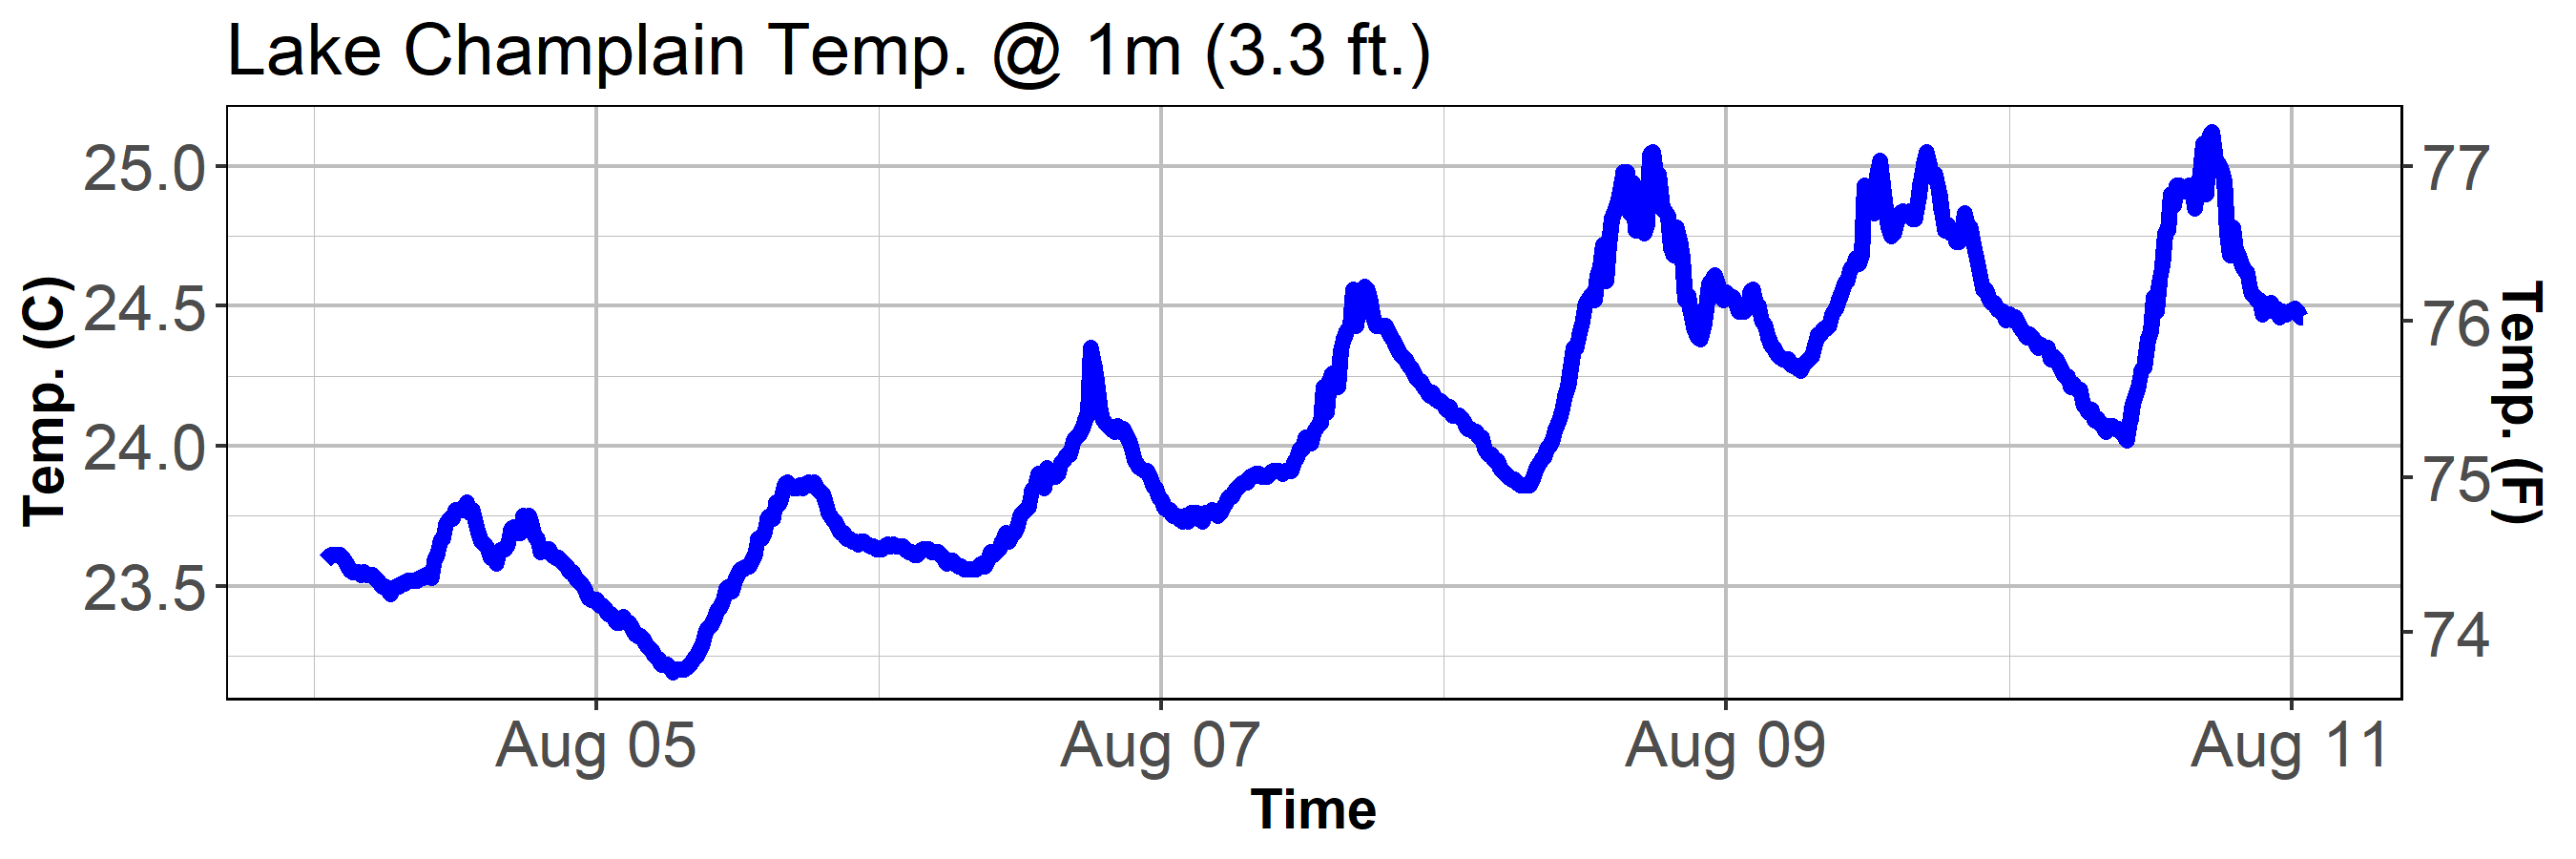 Lake Champlain Temp. @ 1m (3.3 ft.)
25.0
24.5
24.0
23.5
Temp. (C)
77
76
75
74
Temp. (F)
Aug 05 Aug 07 Aug 09 Aug 11
Time